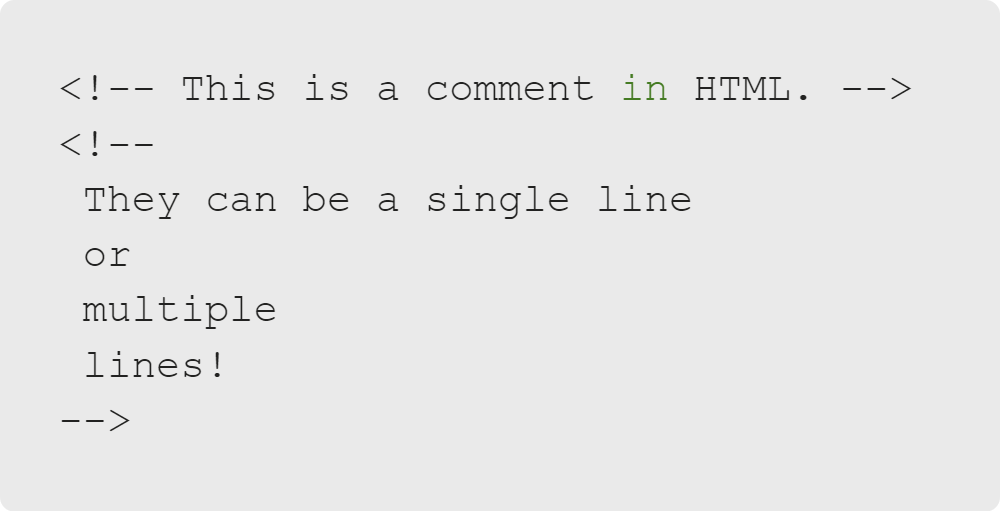 <!-- This is a comment in HTML. -->
<!--
They can be a single line
or
multiple
lines!
-->